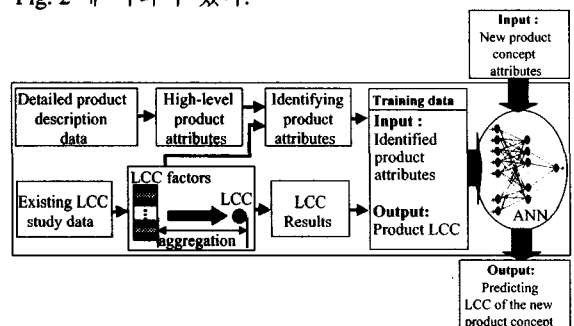 Fig. 2
Input :
New product
concept
attributes
Detailed product
description
data
High-level
product
attributes
Identifying
product
attributes
Training data
Input :
Identified
product
attributes
Output:
Product LCC
Existing LCC
study data
LCC factors
LCC
aggregation
LCC
Results
ANN
Output:
Predicting
LCC of the new
product concept